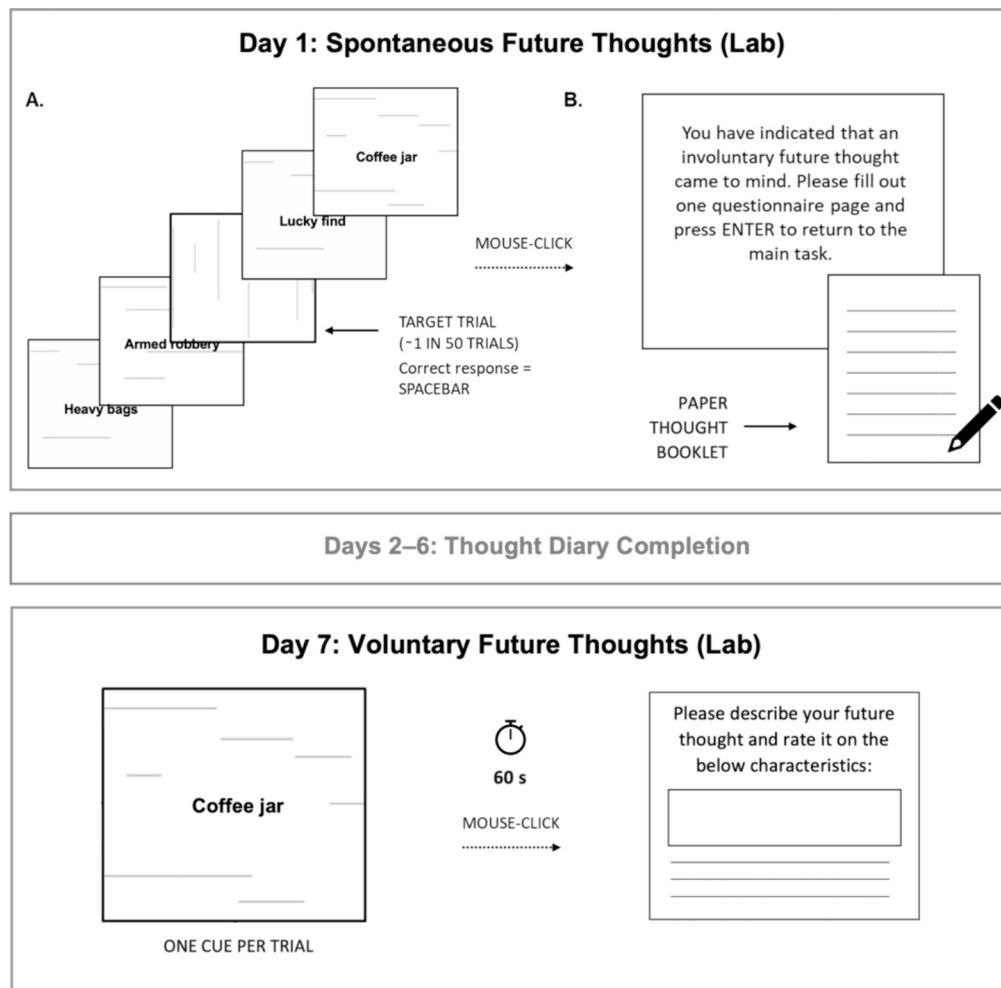 Day 1: Spontaneous Future Thoughts (Lab)
A.
Coffee jar
Lucky find
Armed robbery
Heavy bags
MOUSE-CLICK
TARGET TRIAL
(~1 IN 50 TRIALS)
Correct response =
SPACEBAR
B.
You have indicated that an
involuntary future thought
came to mind. Please fill out
one questionnaire page and
press ENTER to return to the
main task.
PAPER
THOUGHT
BOOKLET
Days 2–6: Thought Diary Completion
Day 7: Voluntary Future Thoughts (Lab)
Coffee jar
ONE CUE PER TRIAL
60 s
MOUSE-CLICK
Please describe your future
thought and rate it on the
below characteristics: